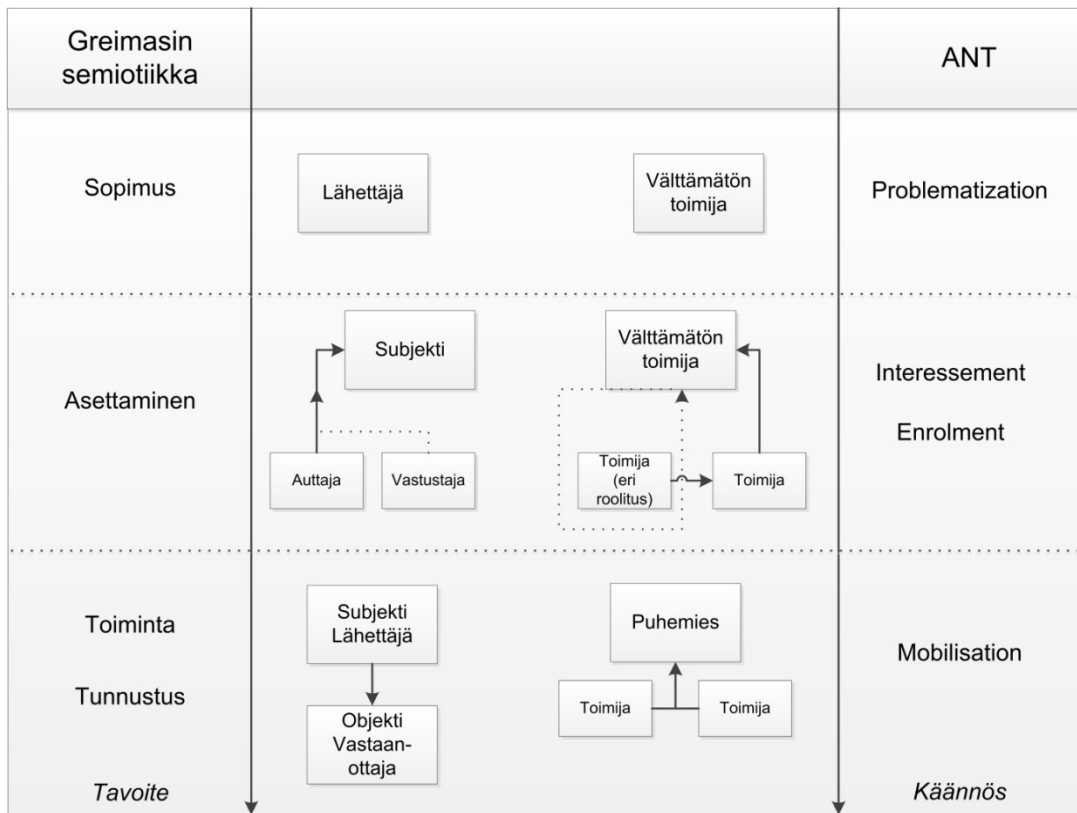 Greimasin
semiotiikka
ANT
Sopimus
Lähettäjä
Välttämätön
toimija
Problematization
Asettaminen
Subjekti
Auttaja
Vastustaja
Välttämätön
toimija
Toimija
(eri
roolitus)
Toimija
Interessement
Enrolment
Toiminta
Tunnustus
Subjekti
Lähettäjä
Objekti
Vastaan-
ottaja
Puhemies
Toimija
Toimija
Mobilisation
Tavoite
Käännös